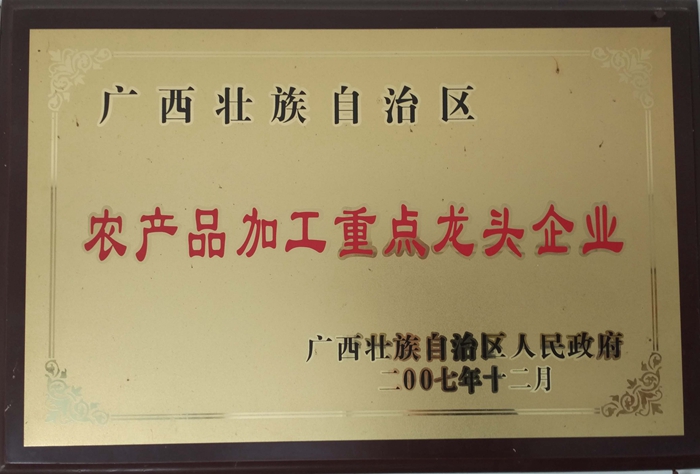 广西壮族自治区
农产品加工重点龙头企业
广西壮族自治区人民政府
二00七年十二月